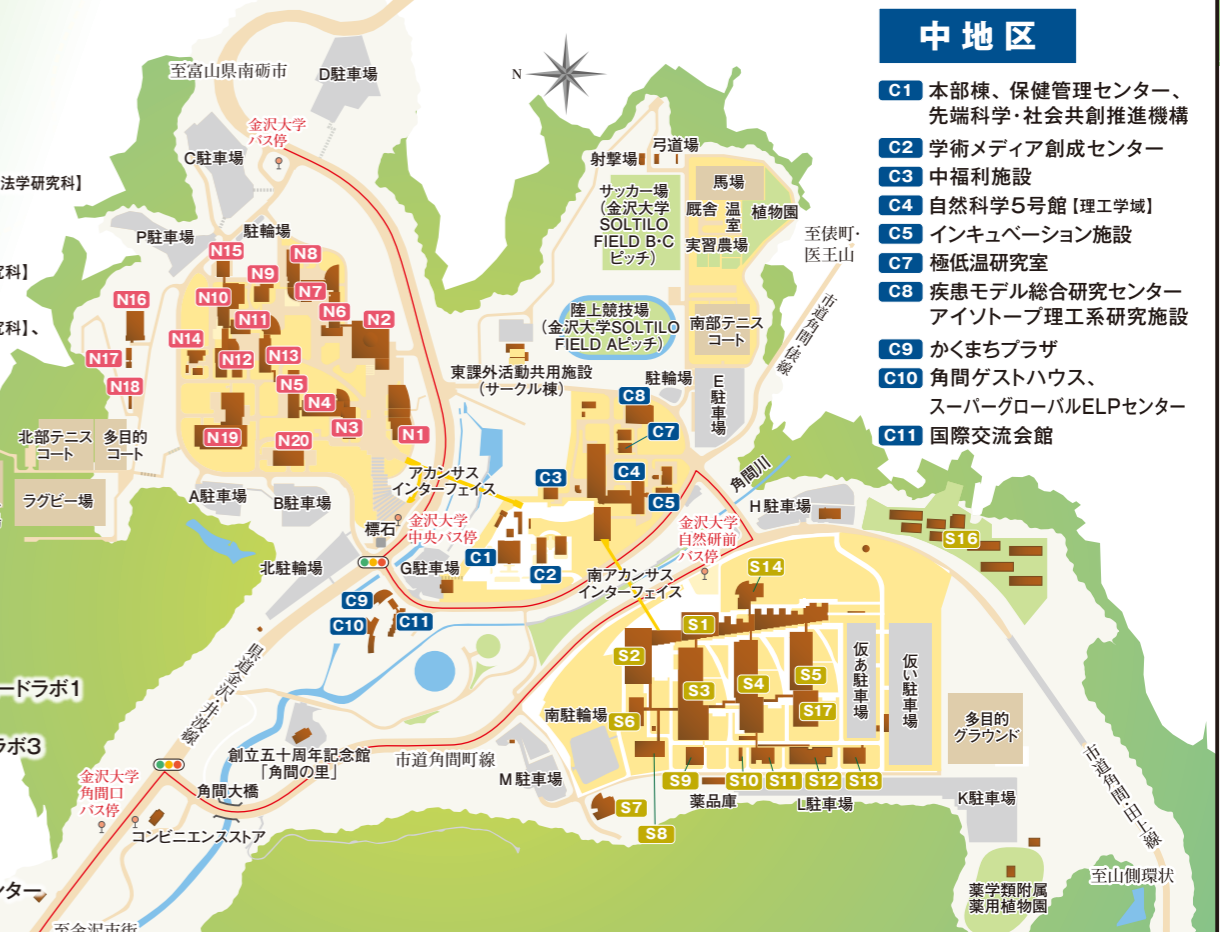 中地区
C1 本部棟、保健管理センター、
先端科学・社会共創推進機構
C2 学術メディア創成センター
C3 中福利施設
C4 自然科学5号館【理工学域】
C5 インキュベーション施設
C7 極低温研究室
C8 疾患モデル総合研究センター
アイソトープ理工系研究施設
C9 かくまちプラザ
C10 角間ゲストハウス、
スーパーグローバルELPセンター
C11 国際交流会館
至富山県南砺市
D駐車場
N
金沢大学
バス停
C駐車場
法学研究科】
P駐車場
駐輪場
究科】
究科】、
N15
N8
N9
N7
N10
N6
N16
N11
N2
N14
N12
N13
N17
N18
N5
N4
N3
N1
N19
N20
北部テニス
コート
多目的
コート
ラグビー場
A駐車場
B駐車場
射撃場
弓道場
サッカー場
(金沢大学
SOLTILO
FIELD B・C
ピッチ)
馬場
厩舎
温室
植物園
実習農場
至俵町・
医王山
市道角間・俵線
陸上競技場
(金沢大学SOLTILO
FIELD Aピッチ)
南部テニス
コート
東課外活動共用施設
(サークル棟)
駐輪場
E駐車場
C8
C7
C4
C3
C5
アカンサス
インターフェイス
角間川
H駐車場
標石
金沢大学
中央バス停
金沢大学
自然研前
バス停
C1
C2
G駐車場
北駐輪場
南アカンサス
インターフェイス
S16
S14
C9
C10
C11
S1
S2
S3
S4
S5
S6
S17
仮あ駐車場
仮い駐車場
県道金沢・井波線
ードラボ1
ラボ3
南駐輪場
多目的
グラウンド
創立五十周年記念館
「角間の里」
市道角間町線
M駐車場
S9
S10
S11
S12
S13
薬品庫
L駐車場
K駐車場
S7
S8
市道角間・田上線
金沢大学
角間口
バス停
角間大橋
コンビニエンスストア
ンター
至金沢市街
薬学類附属
薬用植物園
至山側環状